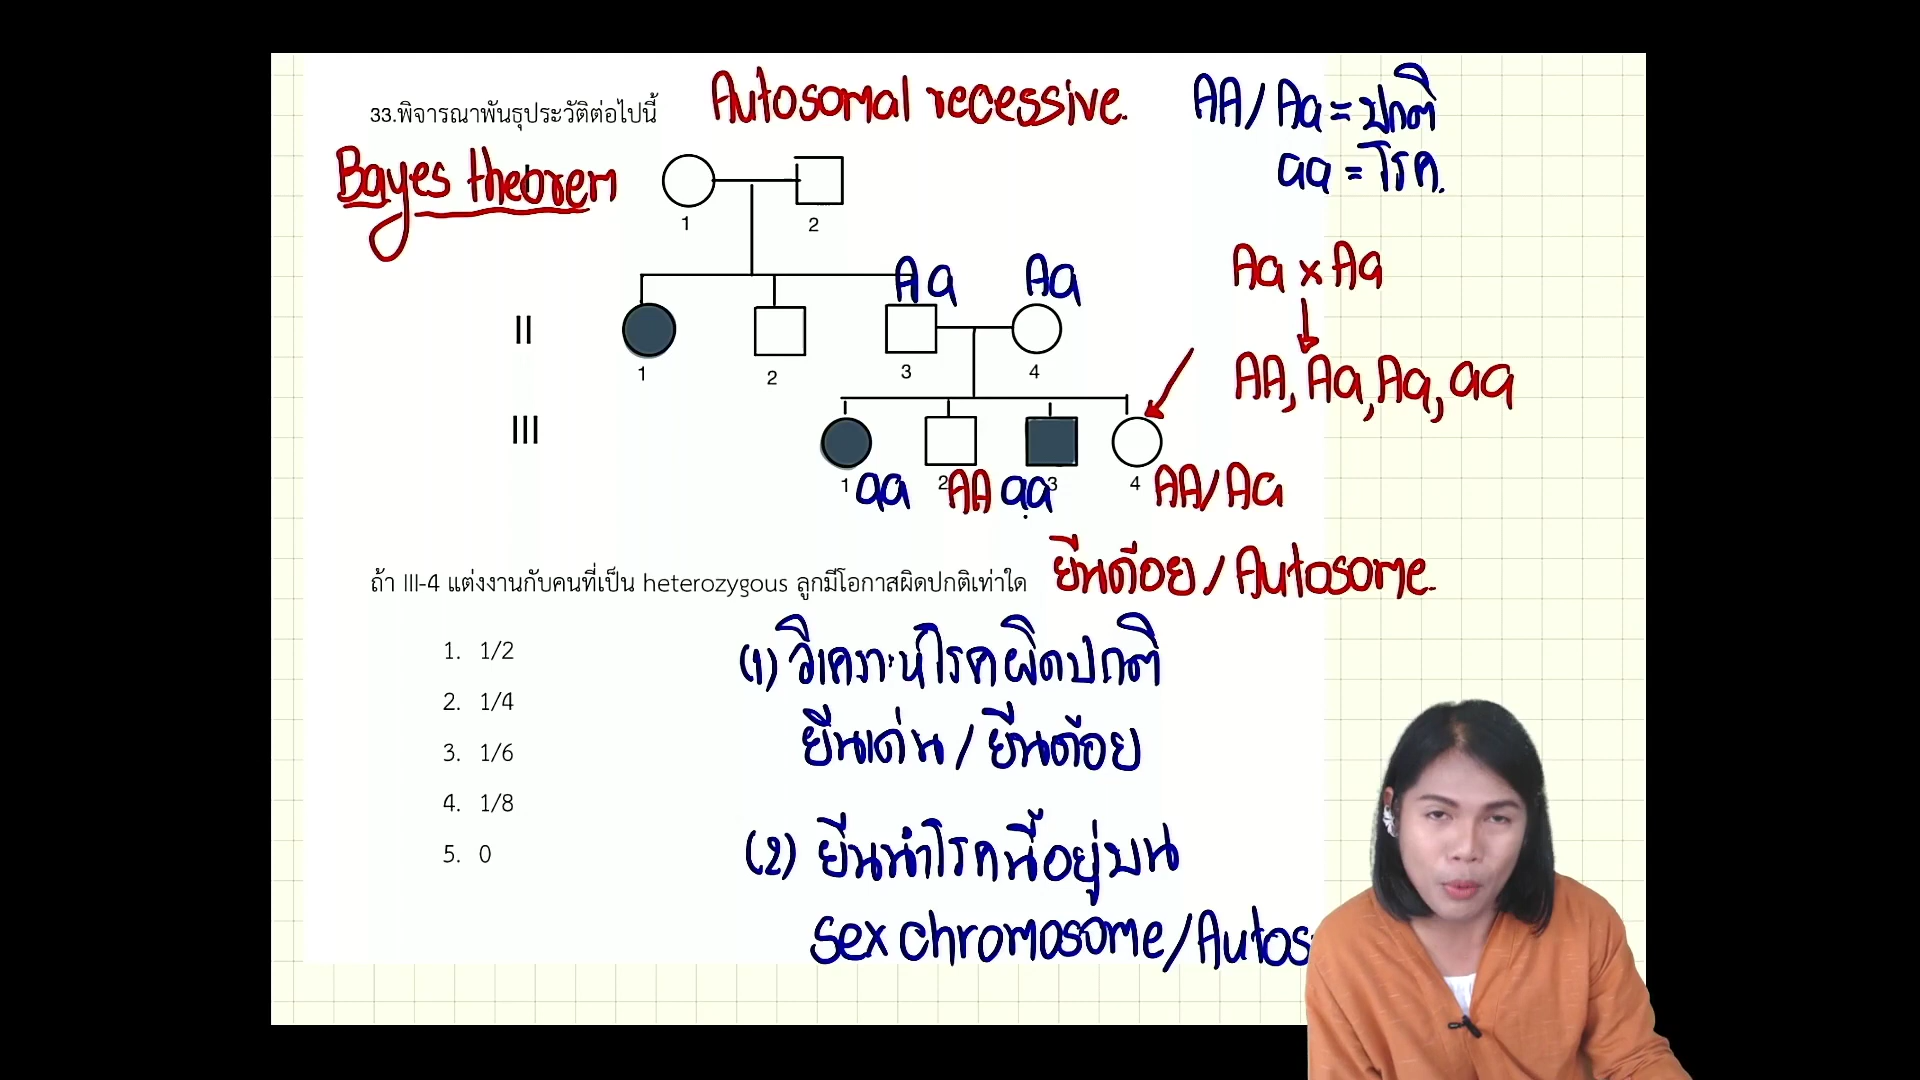 33.พิจารณาพันธุประวัติต่อไปนี้
Autosomal recessive.
AA/Aa = ปกติ
aa = โรค.
Bayes theorem
1
2
Aa
Aa
Aa x Aa
AA, Aa, Aa, aa
II
1
2
3
4
III
1
aa
2
AA
aa
3
4
AA/Aa
ยีนด้อย/Autosome.
ถ้า III-4 แต่งงานกับคนที่เป็น heterozygous ลูกมีโอกาสผิดปกติเท่าใด
1. 1/2
2. 1/4
3. 1/6
4. 1/8
5. 0
(1) วิเคราะห์โรคผิดปกติ
ยีนเด่น/ยีนด้อย
(2) ยีนนำโรคนี้อยู่บน
sex chromosome/Autos